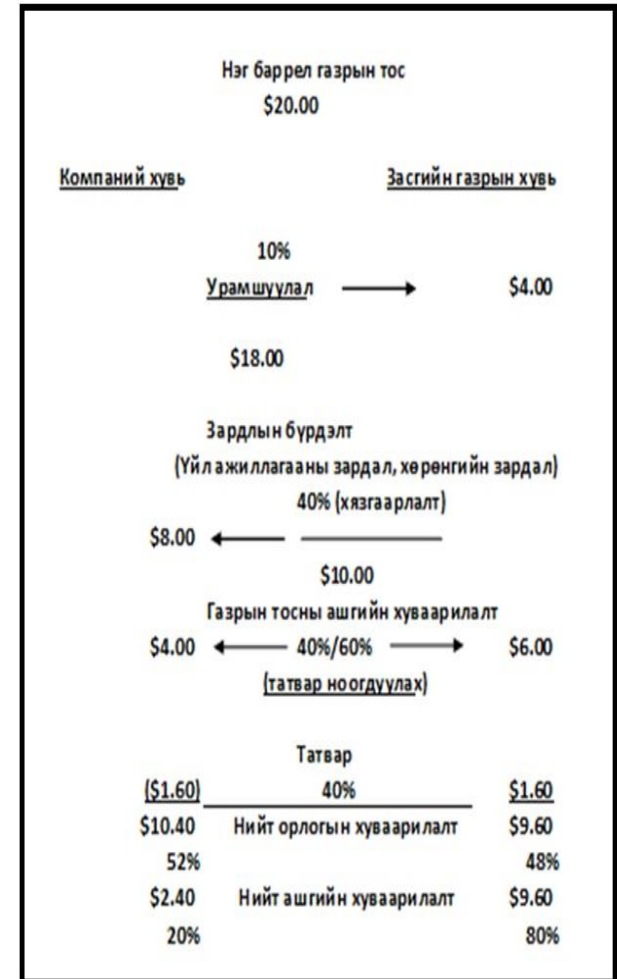 Нэг баррел газрын тос
$20.00
Компаний хувь Засгийн газрын хувь
10%
Урамшуулал $4.00
$18.00
Зардлын бүрдэлт
(Үйл ажиллагааны зардал, хөрөнгийн зардал)
40% (хязгаарлалт)
$8.00
$10.00
Газрын тосны ашгийн хуваарилалт
$4.00 40%/60% $6.00
(татвар ноогдуулах)
Татвар
($1.60) 40% $1.60
$10.40 Нийт орлогын хуваарилалт $9.60
52% 48%
$2.40 Нийт ашгийн хуваарилалт $9.60
20% 80%